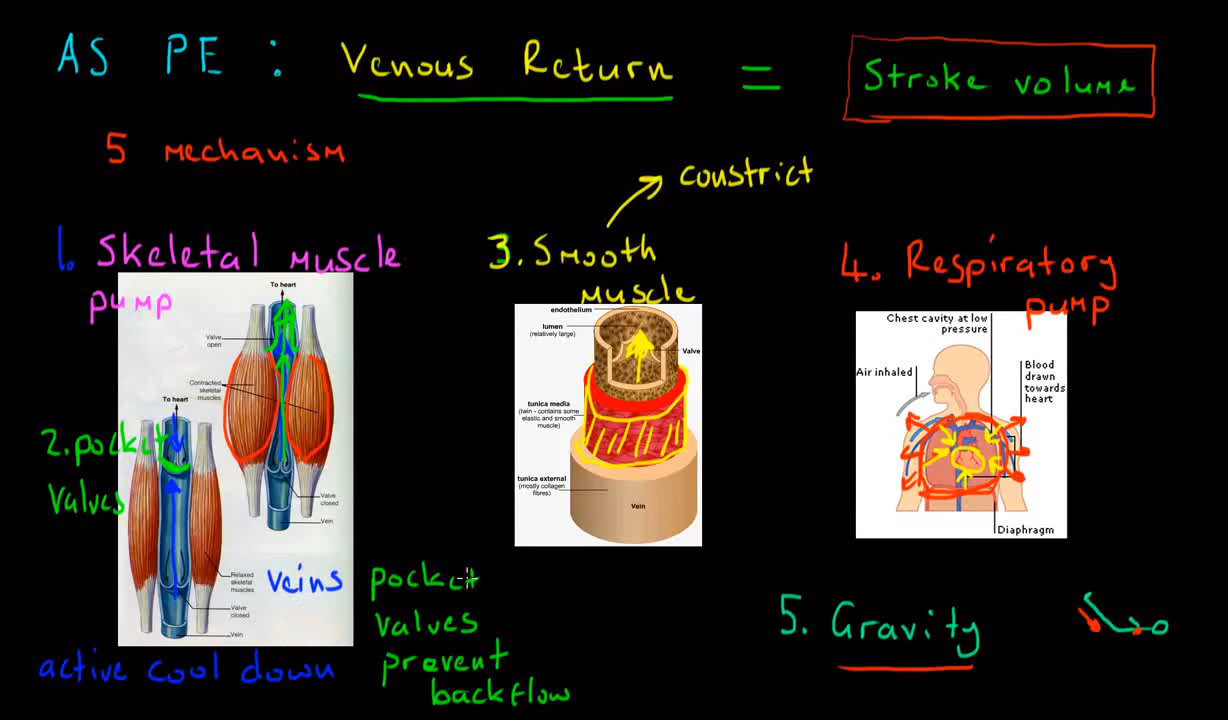 AS PE : Venous Return = Stroke volume
5 mechanism
constrict
1. Skeletal muscle
pump
To heart
Valve
open
Contracted
skeletal
muscles
To heart
2. pocket
valves
Valve
closed
Vein
Relaxed
skeletal
muscles
Valve
closed
Vein
veins
active cool down
pocket
valves
prevent
backflow
3. Smooth
muscle
endothelium
lumen
(relatively large)
Valve
tunica media
(twin - contains some
elastic and smooth
muscle)
tunica external
(mostly collagen
fibres)
Vein
4. Respiratory
pump
Chest cavity at low
pressure
Air inhaled
Blood
drawn
towards
heart
Diaphragm
5. Gravity